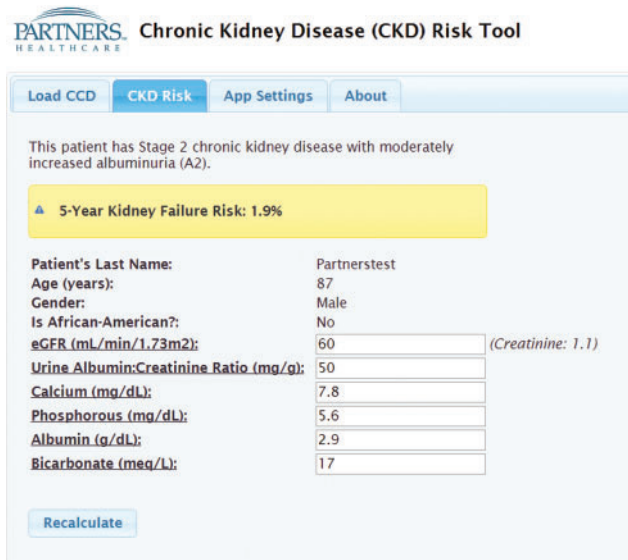 PARTNERS
HEALTHCARE
Chronic Kidney Disease (CKD) Risk Tool
Load CCD CKD Risk App Settings About
This patient has Stage 2 chronic kidney disease with moderately
increased albuminuria (A2).
5-Year Kidney Failure Risk: 1.9%
Patient's Last Name: Partnerstest
Age (years): 87
Gender: Male
Is African-American?: No
eGFR (mL/min/1.73m2): 60 (Creatinine: 1.1)
Urine Albumin:Creatinine Ratio (mg/g): 50
Calcium (mg/dL): 7.8
Phosphorous (mg/dL): 5.6
Albumin (g/dL): 2.9
Bicarbonate (meq/L): 17
Recalculate